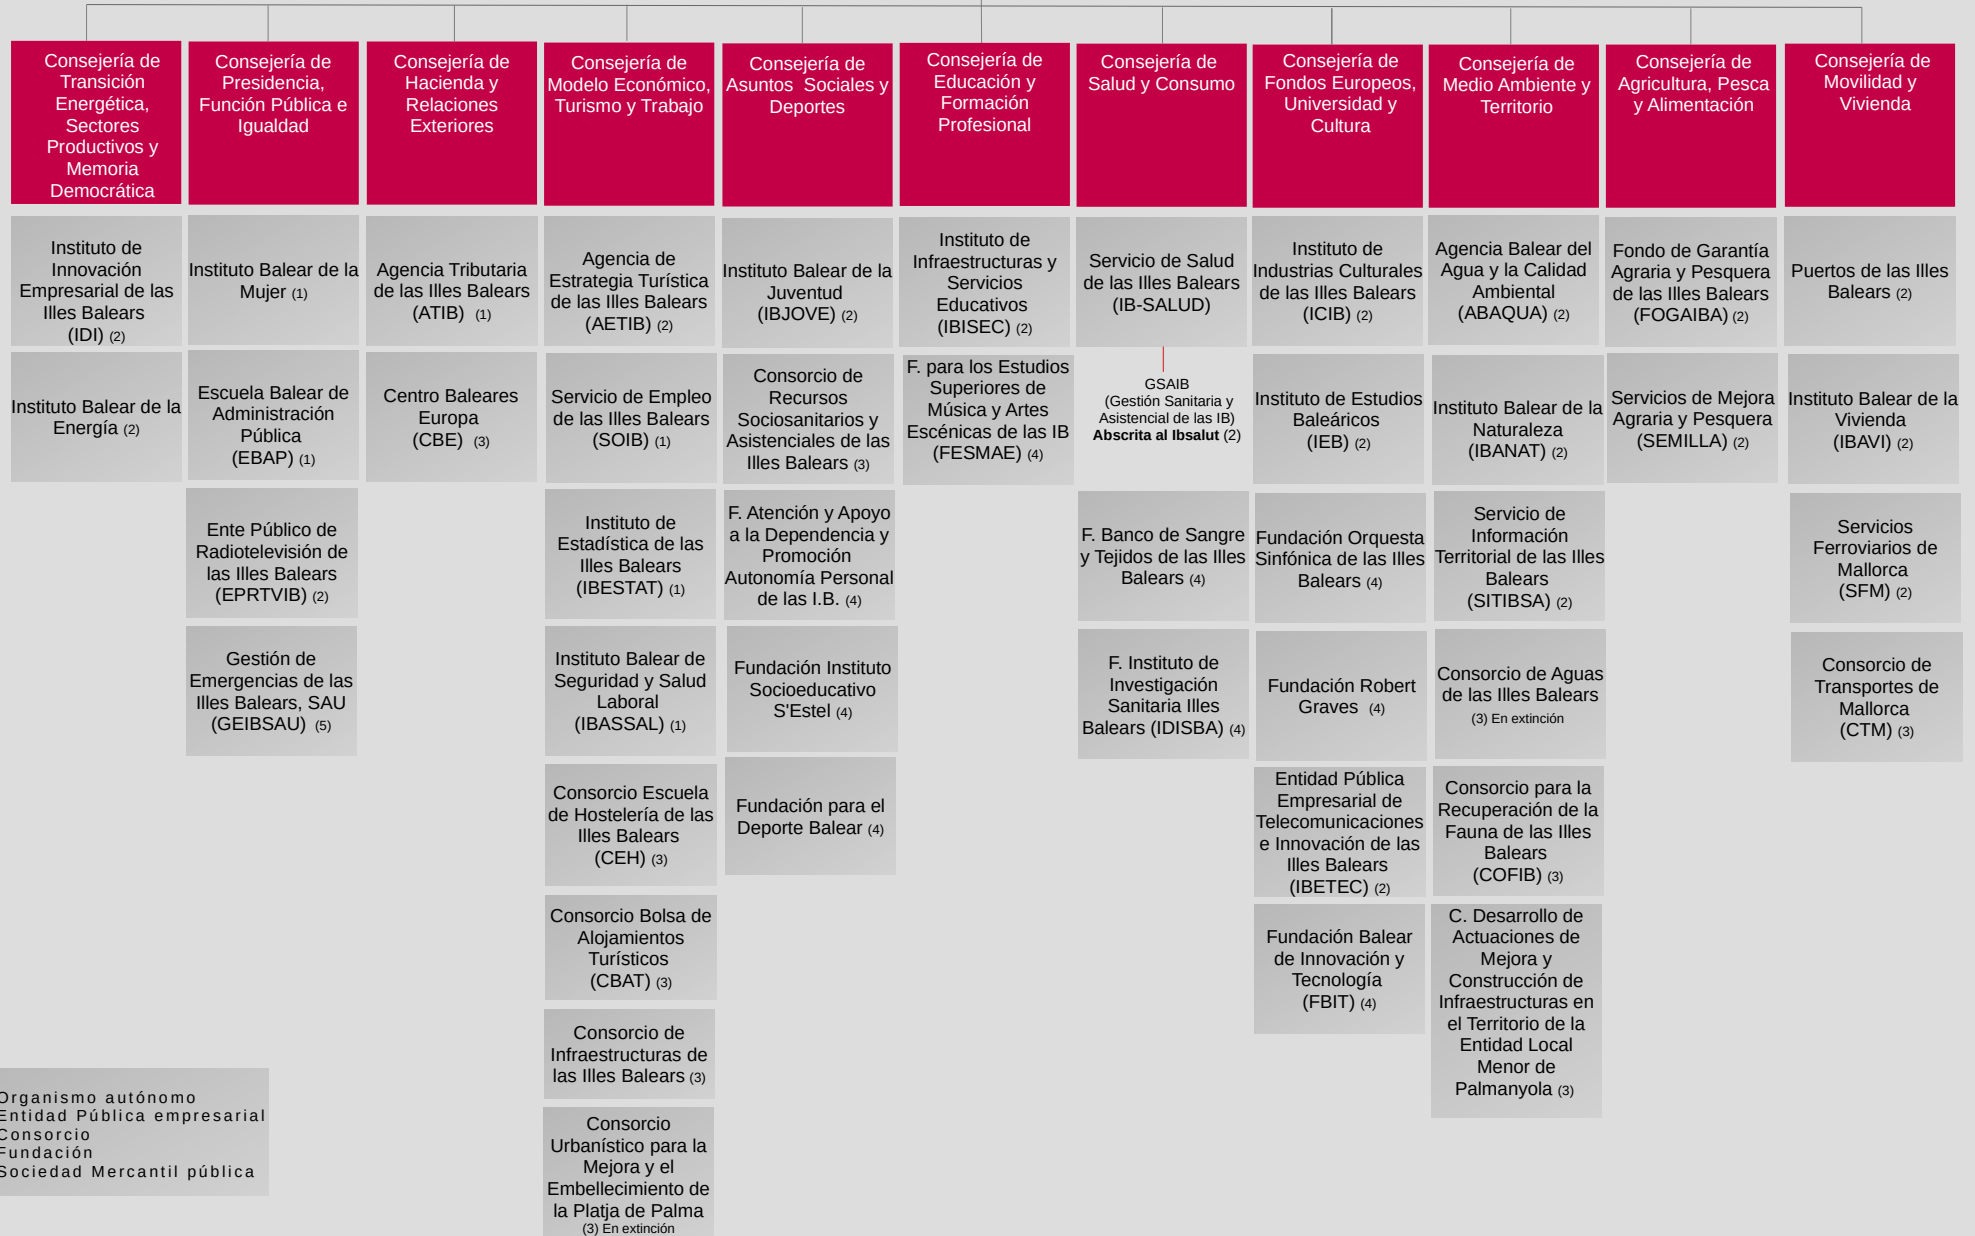 Consejería de
Transición
Energética,
Sectores
Productivos y
Memoria
Democrática
Instituto de
Innovación
Empresarial de las
Illes Balears
(IDI) (2)
Instituto Balear de la
Energía (2)
Consejería de
Presidencia,
Función Pública e
Igualdad
Instituto Balear de la
Mujer (1)
Escuela Balear de
Administración
Pública
(EBAP) (1)
Ente Público de
Radiotelevisión de
las Illes Balears
(EPRTVIB) (2)
Gestión de
Emergencias de las
Illes Balears, SAU
(GEIBSAU) (5)
Consejería de
Hacienda y
Relaciones
Exteriores
Agencia Tributaria
de las Illes Balears
(ATIB) (1)
Centro Baleares
Europa
(CBE) (3)
Consejería de
Modelo Económico,
Turismo y Trabajo
Agencia de
Estrategia Turística
de las Illes Balears
(AETIB) (2)
Servicio de Empleo
de las Illes Balears
(SOIB) (1)
Instituto de
Estadística de las
Illes Balears
(IBESTAT) (1)
Instituto Balear de
Seguridad y Salud
Laboral
(IBASSAL) (1)
Consorcio Escuela
de Hostelería de las
Illes Balears
(CEH) (3)
Consorcio Bolsa de
Alojamientos
Turísticos
(CBAT) (3)
Consorcio de
Infraestructuras de
las Illes Balears (3)
Consorcio
Urbanístico para la
Mejora y el
Embellecimiento de
la Platja de Palma
(3) En extinción
Consejería de
Asuntos Sociales y
Deportes
Instituto Balear de la
Juventud
(IBJOVE) (2)
Consorcio de
Recursos
Sociosanitarios y
Asistenciales de las
Illes Balears (3)
F. Atención y Apoyo
a la Dependencia y
Promoción
Autonomía Personal
de las I.B. (4)
Fundación Instituto
Socioeducativo
S'Estel (4)
Fundación para el
Deporte Balear (4)
Consejería de
Educación y
Formación
Profesional
Instituto de
Infraestructuras y
Servicios
Educativos
(IBISEC) (2)
F. para los Estudios
Superiores de
Música y Artes
Escénicas de las IB
(FESMAE) (4)
Consejería de
Salud y Consumo
Servicio de Salud
de las Illes Balears
(IB-SALUD)
GSAIB
(Gestión Sanitaria y
Asistencial de las IB)
Abscrita al Ibsalut (2)
F. Banco de Sangre
y Tejidos de las Illes
Balears (4)
F. Instituto de
Investigación
Sanitaria Illes
Balears (IDISBA) (4)
Consejería de
Fondos Europeos,
Universidad y
Cultura
Instituto de
Industrias Culturales
de las Illes Balears
(ICIB) (2)
Instituto de Estudios
Baleáricos
(IEB) (2)
Fundación Orquesta
Sinfónica de las Illes
Balears (4)
Fundación Robert
Graves (4)
Entidad Pública
Empresarial de
Telecomunicaciones
e Innovación de las
Illes Balears
(IBETEC) (2)
Fundación Balear
de Innovación y
Tecnología
(FBIT) (4)
Consejería de
Medio Ambiente y
Territorio
Agencia Balear del
Agua y la Calidad
Ambiental
(ABAQUA) (2)
Instituto Balear de la
Naturaleza
(IBANAT) (2)
Servicio de
Información
Territorial de las Illes
Balears
(SITIBSA) (2)
Consorcio de Aguas
de las Illes Balears
(3) En extinción
Consorcio para la
Recuperación de la
Fauna de las Illes
Balears
(COFIB) (3)
C. Desarrollo de
Actuaciones de
Mejora y
Construcción de
Infraestructuras en
el Territorio de la
Entidad Local
Menor de
Palmanyola (3)
Consejería de
Agricultura, Pesca
y Alimentación
Fondo de Garantía
Agraria y Pesquera
de las Illes Balears
(FOGAIBA) (2)
Servicios de Mejora
Agraria y Pesquera
(SEMILLA) (2)
Consejería de
Movilidad y
Vivienda
Puertos de las Illes
Balears (2)
Instituto Balear de la
Vivienda
(IBAVI) (2)
Servicios
Ferroviarios de
Mallorca
(SFM) (2)
Consorcio de
Transportes de
Mallorca
(CTM) (3)
Organismo autónomo
Entidad Pública empresarial
Consorcio
Fundación
Sociedad Mercantil pública